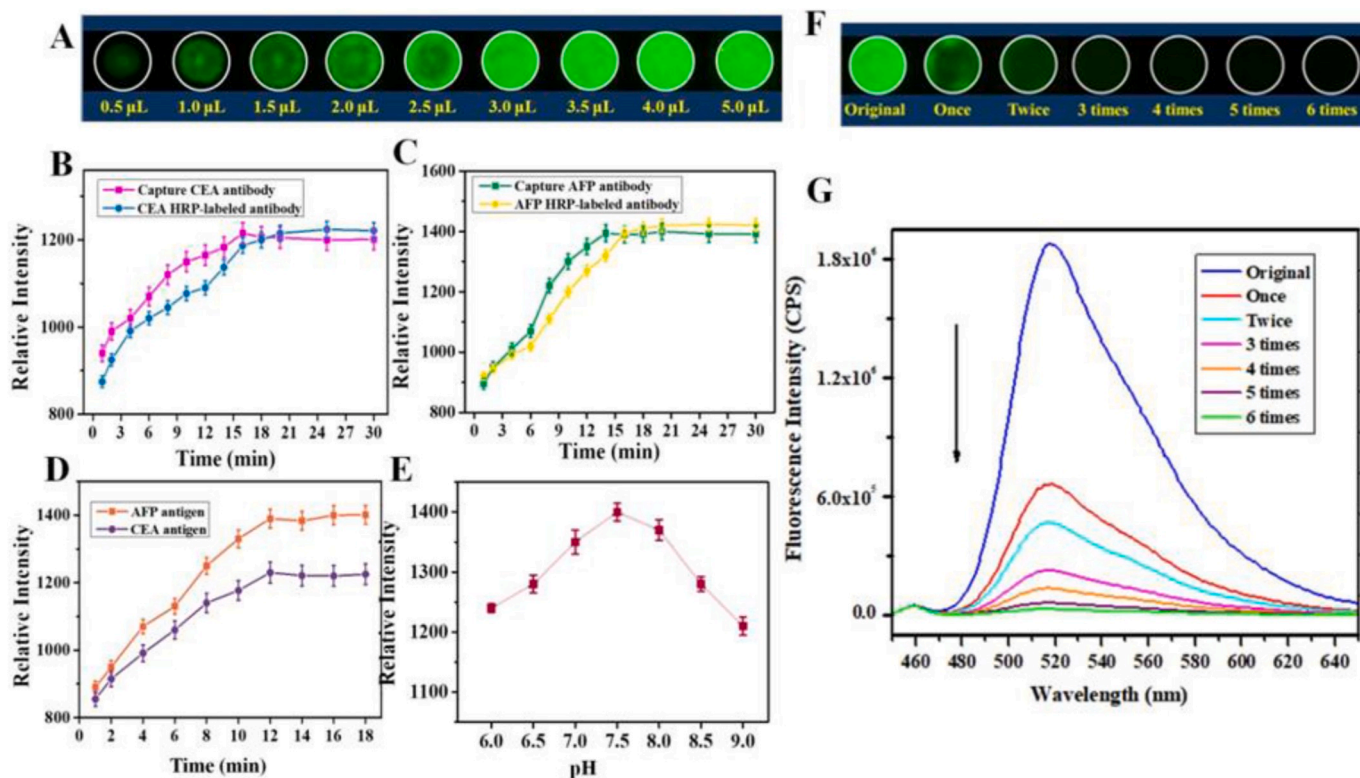 A
0.5 µL 1.0 µL 1.5 µL 2.0 µL 2.5 µL 3.0 µL 3.5 µL 4.0 µL 5.0 µL
F
Original Once Twice 3 times 4 times 5 times 6 times
B
Capture CEA antibody
CEA HRP-labeled antibody
Relative Intensity
1200
1000
800
0 3 6 9 12 15 18 21 24 27 30
Time (min)
C
Capture AFP antibody
AFP HRP-labeled antibody
Relative Intensity
1600
1400
1200
1000
800
0 3 6 9 12 15 18 21 24 27 30
Time (min)
D
AFP antigen
CEA antigen
Relative Intensity
1400
1200
1000
800
0 2 4 6 8 10 12 14 16 18
Time (min)
E
Relative Intensity
1400
1300
1200
1100
6.0 6.5 7.0 7.5 8.0 8.5 9.0
pH
G
Original
Once
Twice
3 times
4 times
5 times
6 times
Fluorescence Intensity (CPS)
1.8x10⁶
1.2x10⁶
6.0x10⁵
0.0
460 480 500 520 540 560 580 600 620 640
Wavelength (nm)